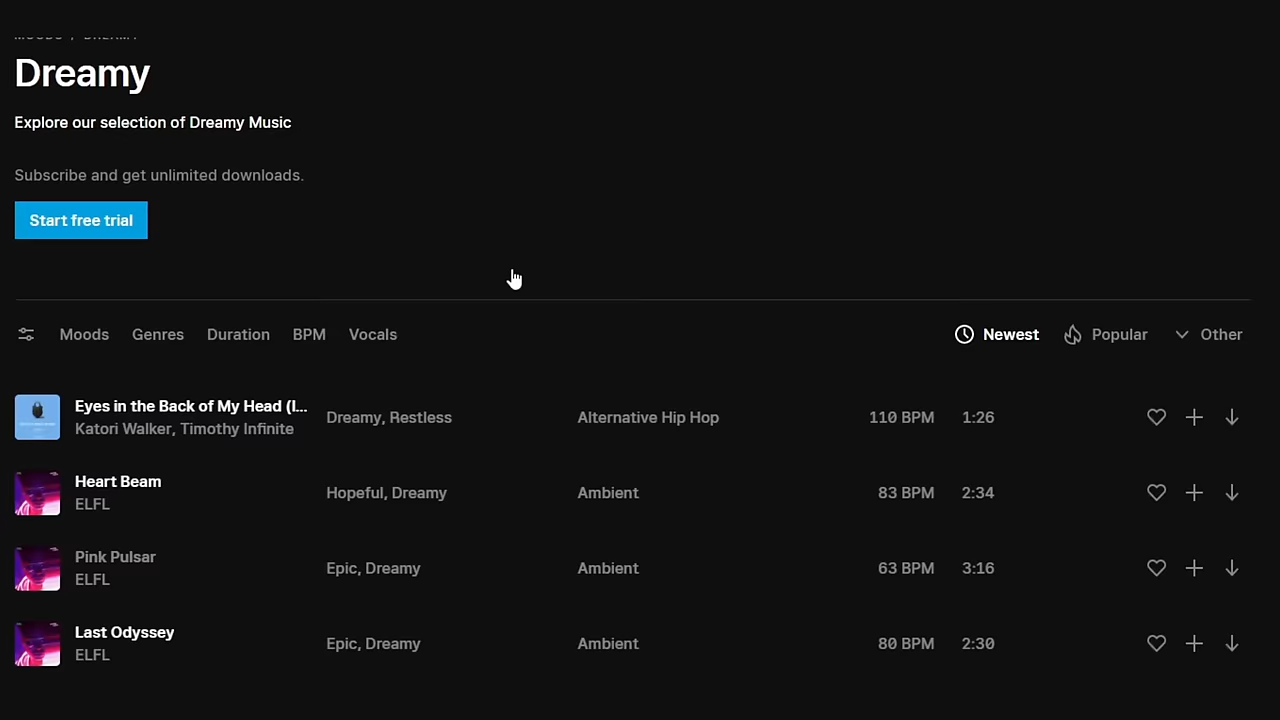 MOODS / DREAMY
Dreamy
Explore our selection of Dreamy Music
Subscribe and get unlimited downloads.
Start free trial
Moods Genres Duration BPM Vocals Newest Popular Other
Eyes in the Back of My Head (I...
Katori Walker, Timothy Infinite Dreamy, Restless Alternative Hip Hop 110 BPM 1:26
Heart Beam
ELFL Hopeful, Dreamy Ambient 83 BPM 2:34
Pink Pulsar
ELFL Epic, Dreamy Ambient 63 BPM 3:16
Last Odyssey
ELFL Epic, Dreamy Ambient 80 BPM 2:30